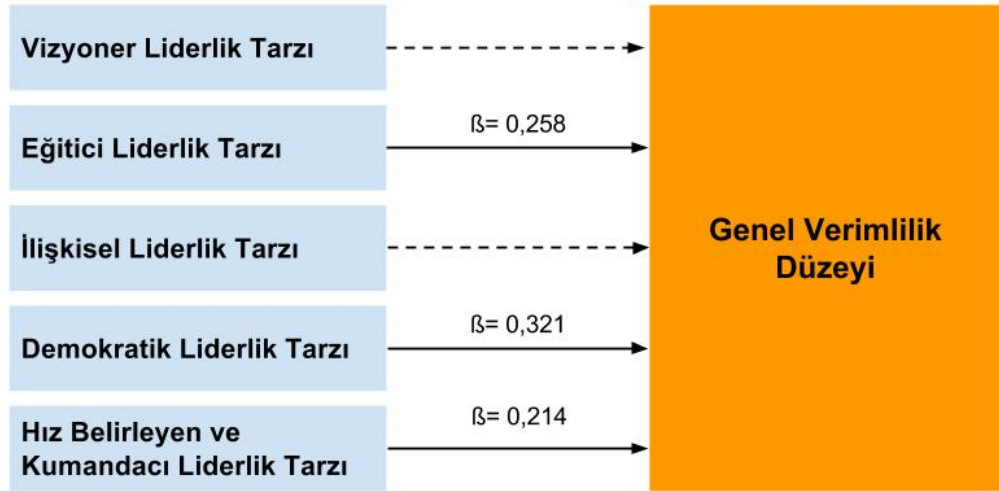 Vizyoner Liderlik Tarzı
ß= 0,258
Eğitici Liderlik Tarzı
İlişkisel Liderlik Tarzı
Genel Verimlilik
Düzeyi
ß= 0,321
Demokratik Liderlik Tarzı
ß= 0,214
Hız Belirleyen ve
Kumandacı Liderlik Tarzı